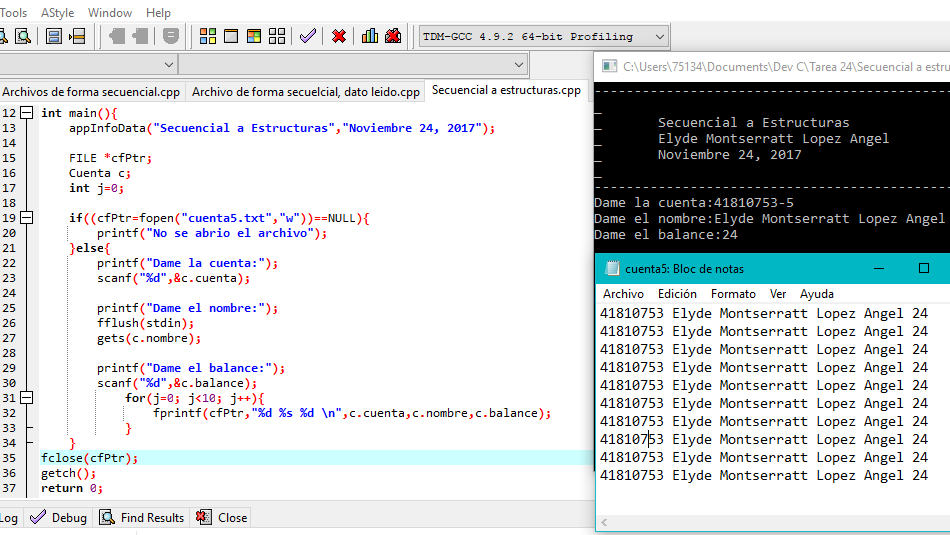 Tools AStyle Window Help
TDM-GCC 4.9.2 64-bit Profiling
Archivos de forma secuencial.cpp Archivo de forma secuelcial, dato leido.cpp Secuencial a estructuras.cpp
12 int main(){
13 appInfoData("Secuencial a Estructuras","Noviembre 24, 2017");
14
15 FILE *cfPtr;
16 Cuenta c;
17 int j=0;
18
19 if((cfPtr=fopen("cuenta5.txt","w"))==NULL){
20 printf("No se abrio el archivo");
21 }else{
22 printf("Dame la cuenta:");
23 scanf("%d",&c.cuenta);
24
25 printf("Dame el nombre:");
26 fflush(stdin);
27 gets(c.nombre);
28
29 printf("Dame el balance:");
30 scanf("%d",&c.balance);
31 for(j=0; j<10; j++){
32 fprintf(cfPtr,"%d %s %d \n",c.cuenta,c.nombre,c.balance);
33 }
34 }
35 fclose(cfPtr);
36 getch();
37 return 0;
Log Debug Find Results Close
C:\Users\75134\Documents\Dev C\Tarea 24\Secuencial a estru
Secuencial a Estructuras
Elyde Montserratt Lopez Angel
Noviembre 24, 2017
Dame la cuenta:41810753-5
Dame el nombre:Elyde Montserratt Lopez Angel
Dame el balance:24
cuenta5: Bloc de notas
Archivo Edición Formato Ver Ayuda
41810753 Elyde Montserratt Lopez Angel 24
41810753 Elyde Montserratt Lopez Angel 24
41810753 Elyde Montserratt Lopez Angel 24
41810753 Elyde Montserratt Lopez Angel 24
41810753 Elyde Montserratt Lopez Angel 24
41810753 Elyde Montserratt Lopez Angel 24
41810753 Elyde Montserratt Lopez Angel 24
41810753 Elyde Montserratt Lopez Angel 24
41810753 Elyde Montserratt Lopez Angel 24
41810753 Elyde Montserratt Lopez Angel 24